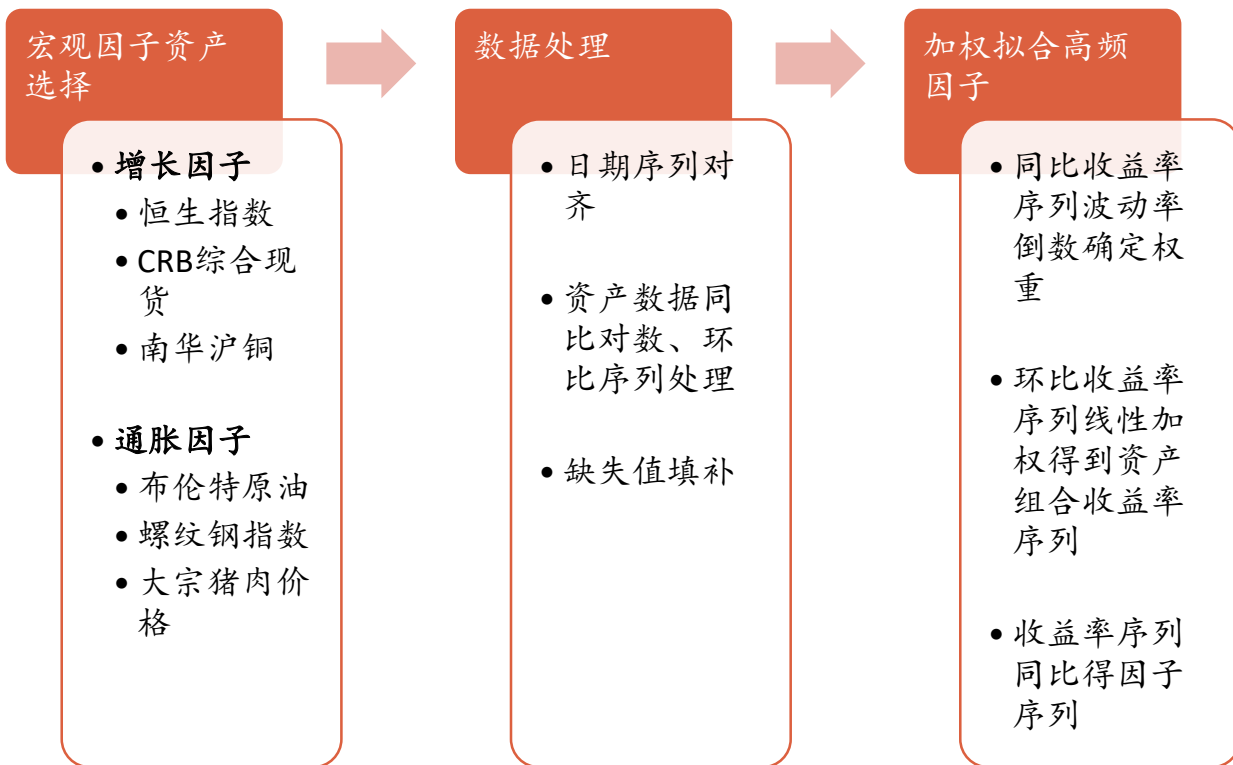 宏观因子资产
选择
• 增长因子
• 恒生指数
• CRB综合现
货
• 南华沪铜
• 通胀因子
• 布伦特原油
• 螺纹钢指数
• 大宗猪肉价
格
数据处理
• 日期序列对
齐
• 资产数据同
比对数、环
比序列处理
• 缺失值填补
加权拟合高频
因子
• 同比收益率
序列波动率
倒数确定权
重
• 环比收益率
序列线性加
权得到资产
组合收益率
序列
• 收益率序列
同比得因子
序列